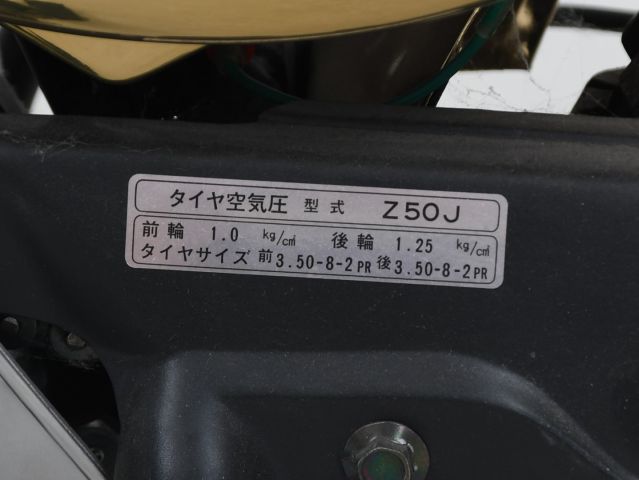 タイヤ空気圧 型式 Z50J
前輪 1.0 kg/c㎡ 後輪 1.25 kg/c㎡
タイヤサイズ 前3.50-8-2PR 後3.50-8-2PR